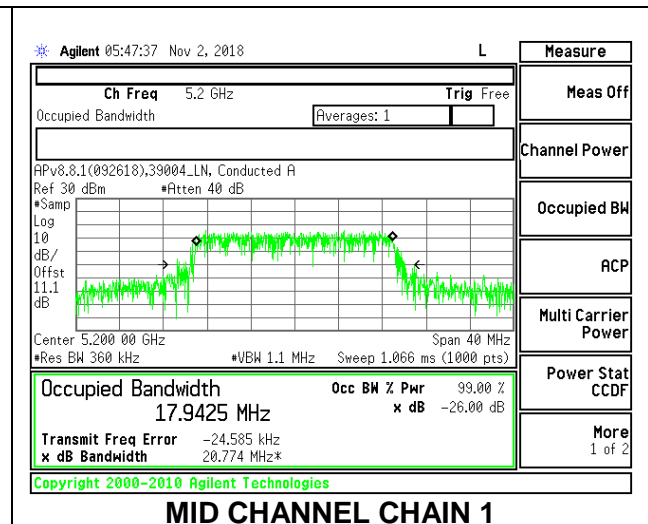 Agilent 05:47:37 Nov 2, 2018 L
Measure
Ch Freq 5.2 GHz Trig Free
Occupied Bandwidth Averages: 1
Meas Off
Channel Power
Occupied BW
ACP
Multi Carrier
Power
Power Stat
CCDF
More
1 of 2
APv8.8.1(092618),39004_LN, Conducted A
Ref 30 dBm #Atten 40 dB
#Samp
Log
10
dB/
Offst
11.1
dB
Center 5.200 00 GHz Span 40 MHz
#Res BW 360 kHz #VBW 1.1 MHz Sweep 1.066 ms (1000 pts)
Occupied Bandwidth Occ BW % Pwr 99.00 %
17.9425 MHz x dB -26.00 dB
Transmit Freq Error -24.585 kHz
x dB Bandwidth 20.774 MHz*
Copyright 2000-2010 Agilent Technologies
MID CHANNEL CHAIN 1